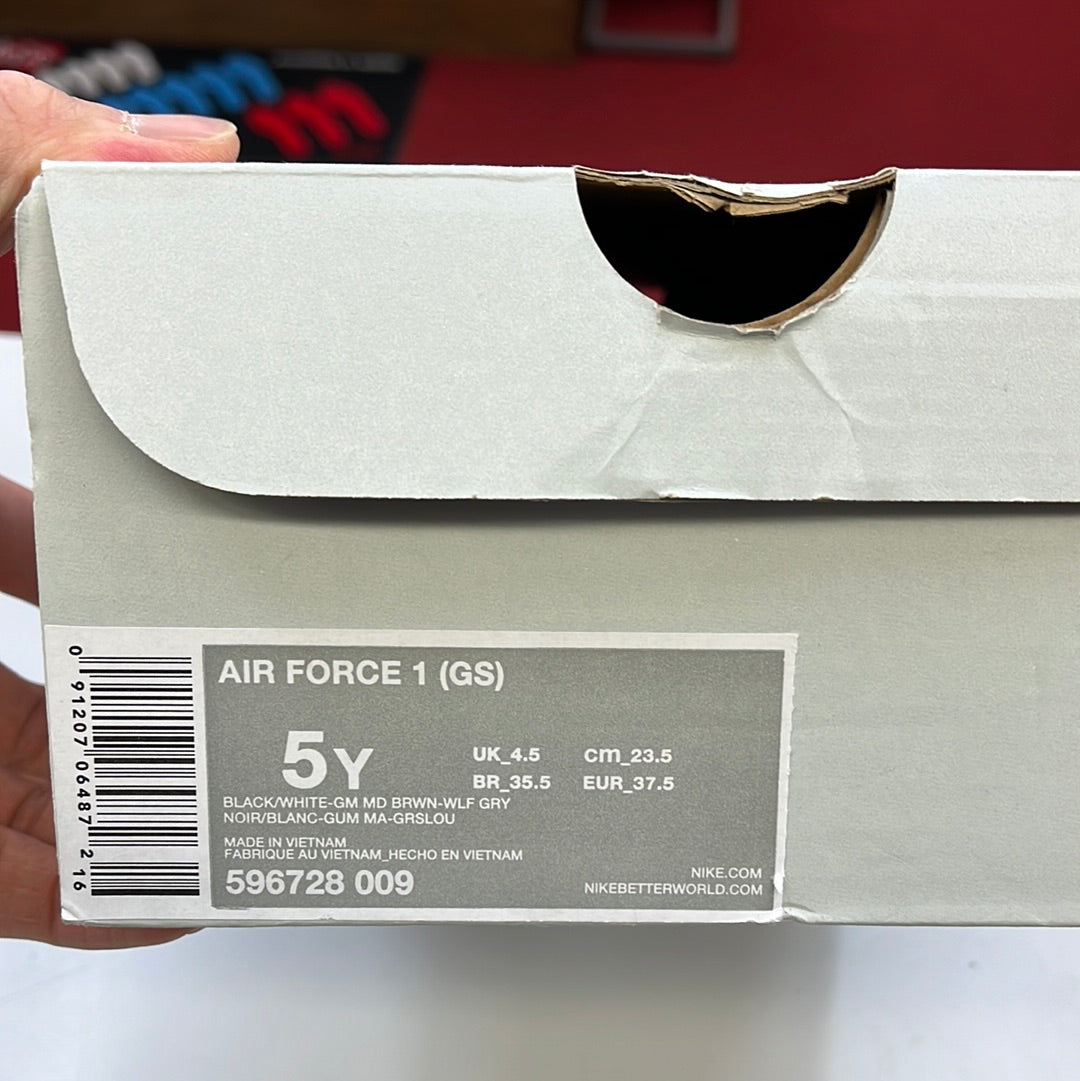 AIR FORCE 1 (GS)
5Y
UK_4.5 cm_23.5
BR_35.5 EUR_37.5
BLACK/WHITE-GM MD BRWN-WLF GRY
NOIR/BLANC-GUM MA-GRSLOU
MADE IN VIETNAM
FABRIQUE AU VIETNAM_HECHO EN VIETNAM
596728 009
NIKE.COM
NIKEBETTERWORLD.COM
0 91207 06487 2 16